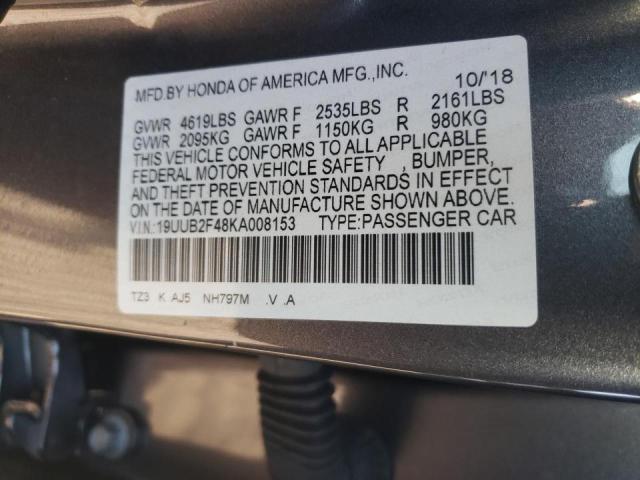 MFD.BY HONDA OF AMERICA MFG.,INC. 10/'18
GVWR 4619LBS GAWR F 2535LBS R 2161LBS
GVWR 2095KG GAWR F 1150KG R 980KG
THIS VEHICLE CONFORMS TO ALL APPLICABLE
FEDERAL MOTOR VEHICLE SAFETY , BUMPER,
AND THEFT PREVENTION STANDARDS IN EFFECT
ON THE DATE OF MANUFACTURE SHOWN ABOVE.
V.I.N:19UUB2F48KA008153 TYPE:PASSENGER CAR
TZ3 K AJ5 NH797M .V .A